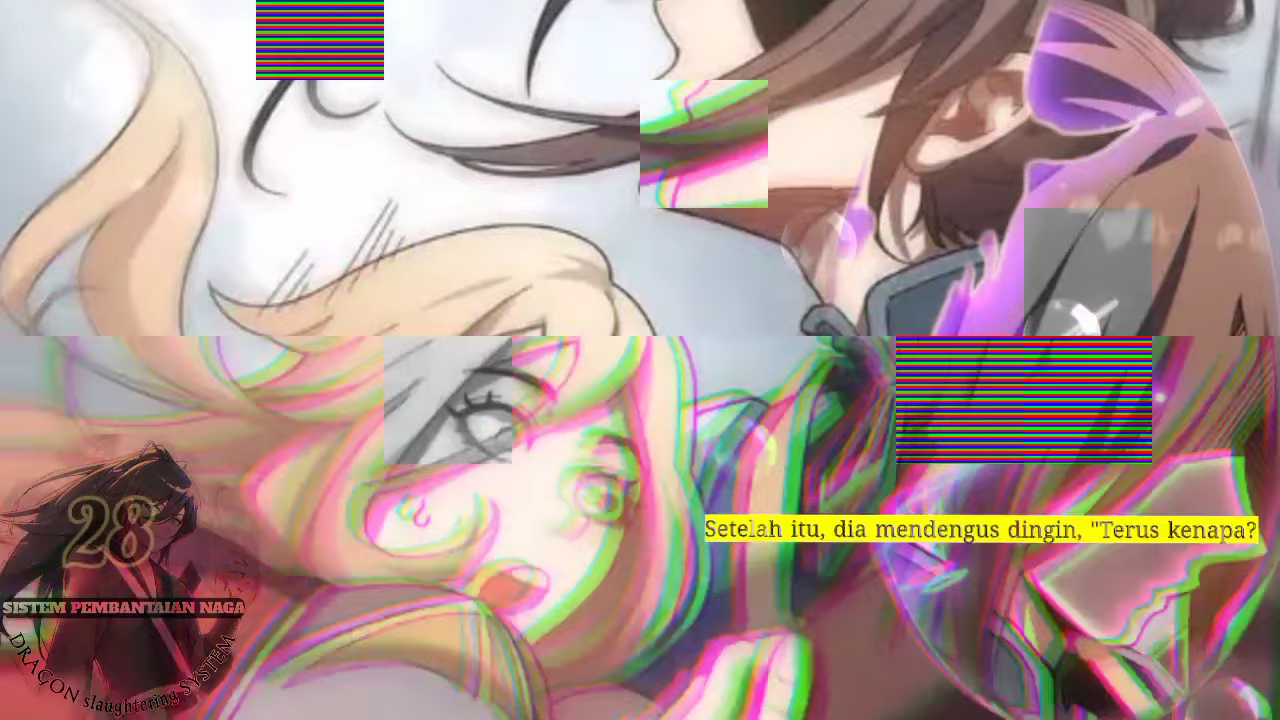 28
SISTEM PEMBANTAIAN NAGA
DRAGON slaughtering SYSTEM
Setelah itu, dia mendengus dingin, "Terus kenapa?